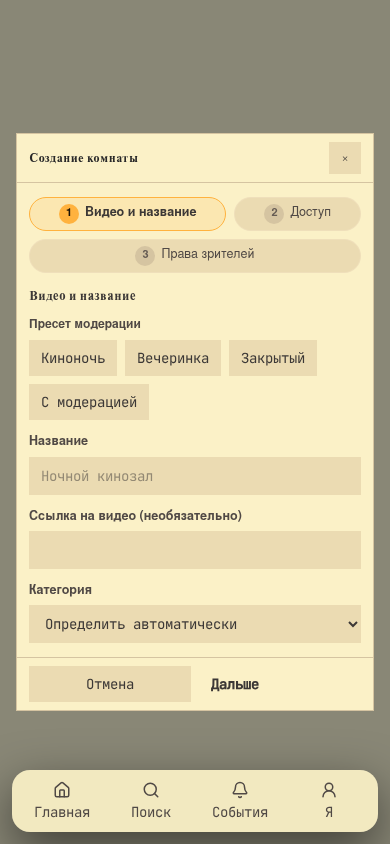 Создание комнаты ×
1 Видео и название 2 Доступ
3 Права зрителей
Видео и название
Пресет модерации
Киноночь Вечеринка Закрытый
С модерацией
Название
Ночной кинозал
Ссылка на видео (необязательно)
Категория
Определить автоматически
Отмена Дальше
Главная Поиск События Я